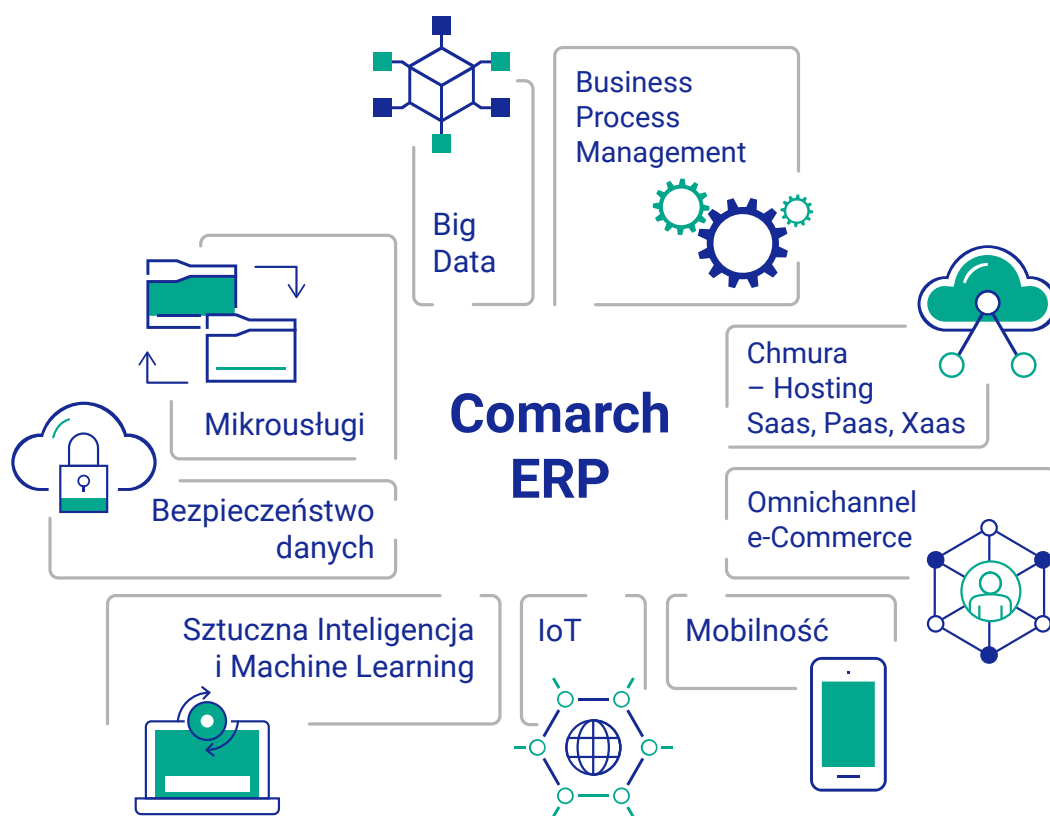 Business
Process
Management
Big
Data
Chmura
– Hosting
Saas, Paas, Xaas
Mikrousługi
Comarch
ERP
Bezpieczeństwo
danych
Omnichannel
e-Commerce
Sztuczna Inteligencja
i Machine Learning
IoT
Mobilność